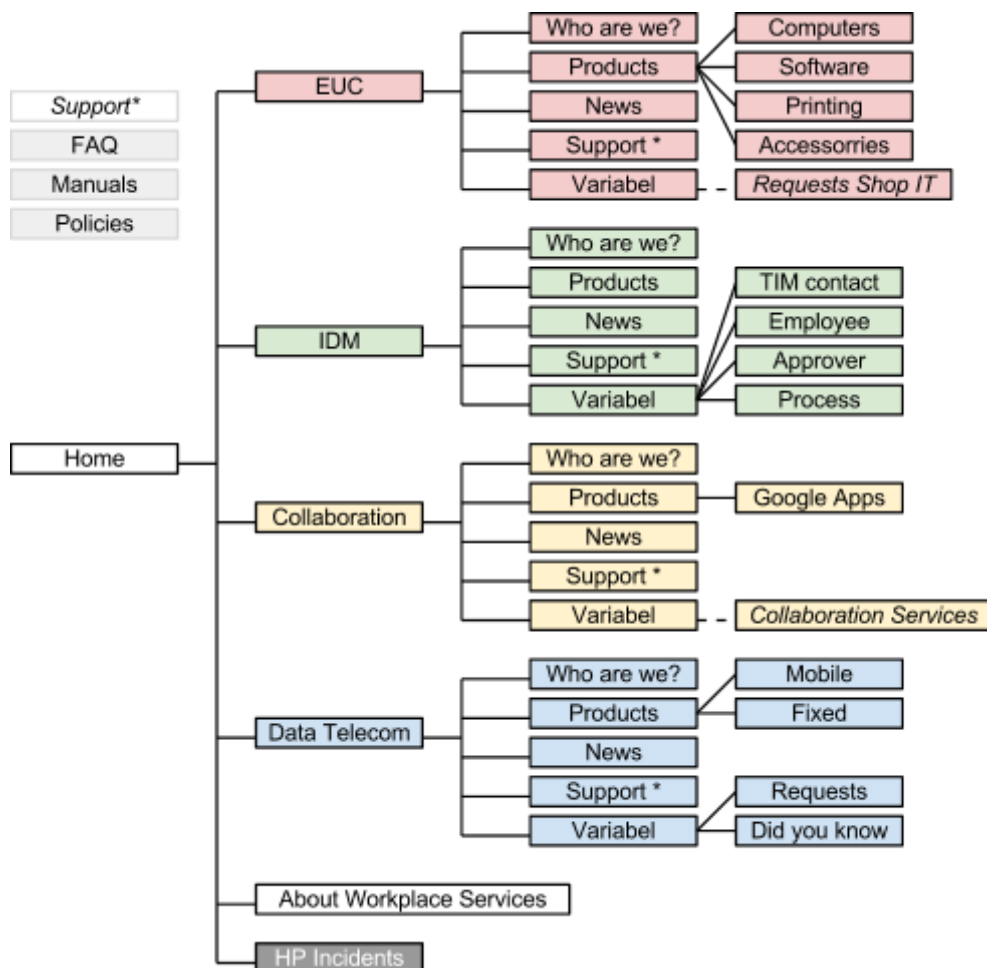 Support*
FAQ
Manuals
Policies
Home
EUC
Who are we?
Products
Computers
Software
Printing
Accessorries
News
Support *
Variabel
Requests Shop IT
IDM
Who are we?
Products
News
Support *
Variabel
TIM contact
Employee
Approver
Process
Collaboration
Who are we?
Products
Google Apps
News
Support *
Variabel
Collaboration Services
Data Telecom
Who are we?
Products
Mobile
Fixed
News
Support *
Variabel
Requests
Did you know
About Workplace Services
HP Incidents